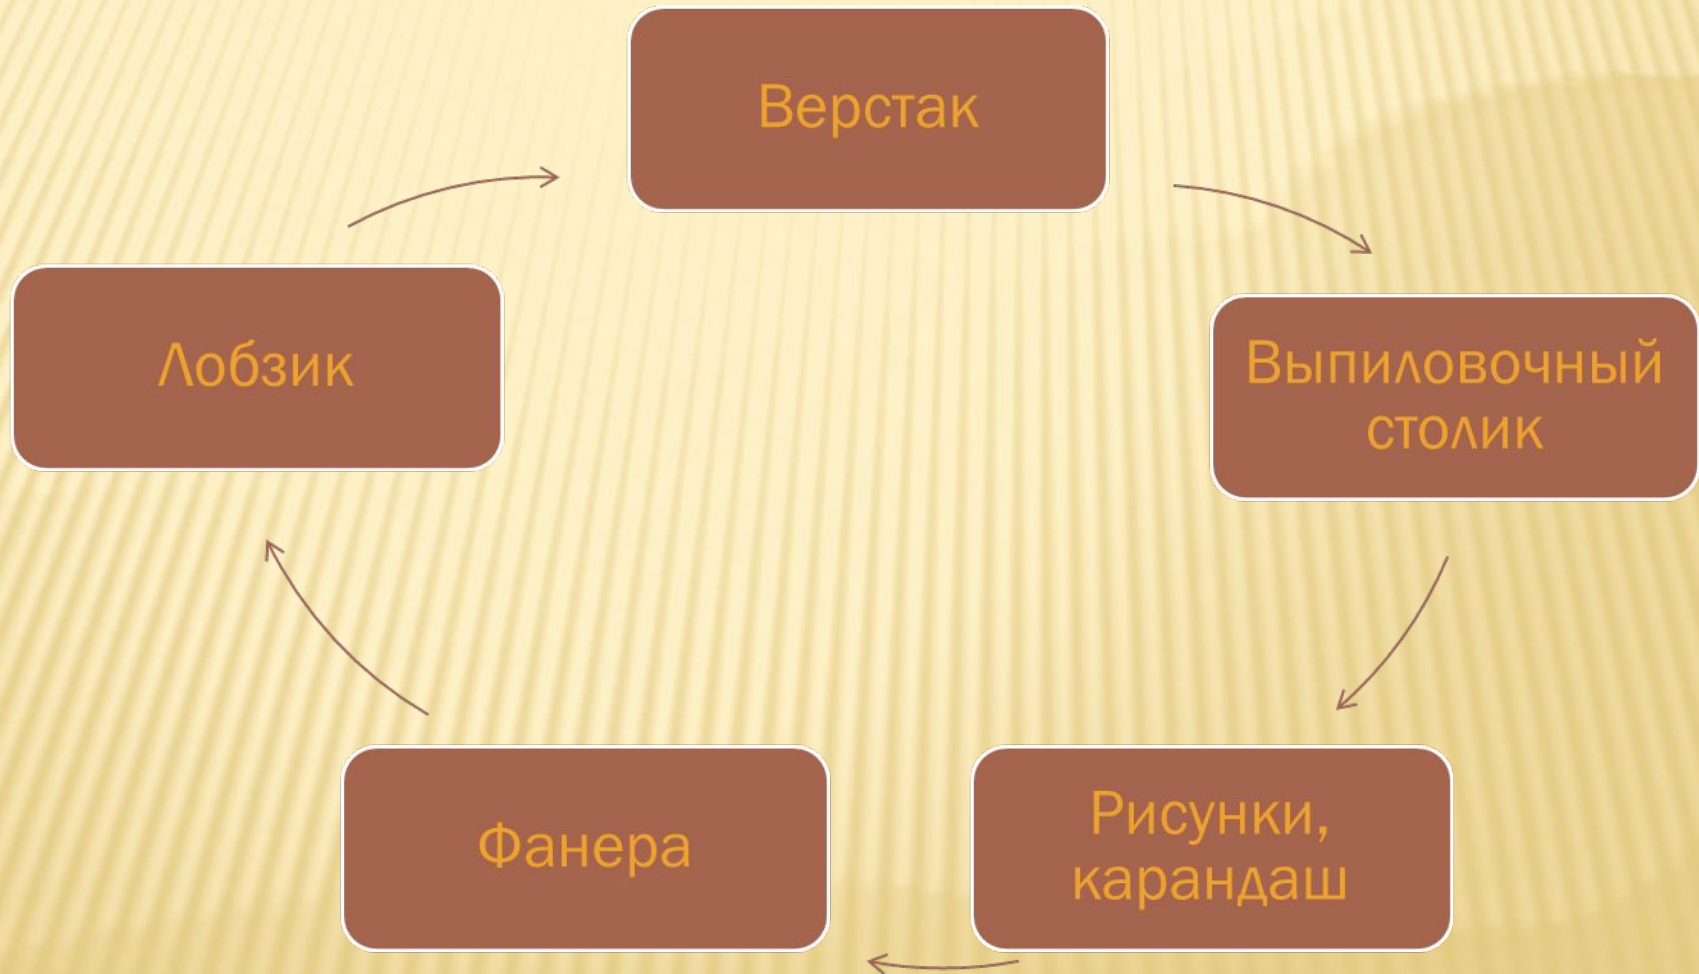 Верстак
Лобзик
Выпиловочный
столик
Фанера
Рисунки,
карандаш